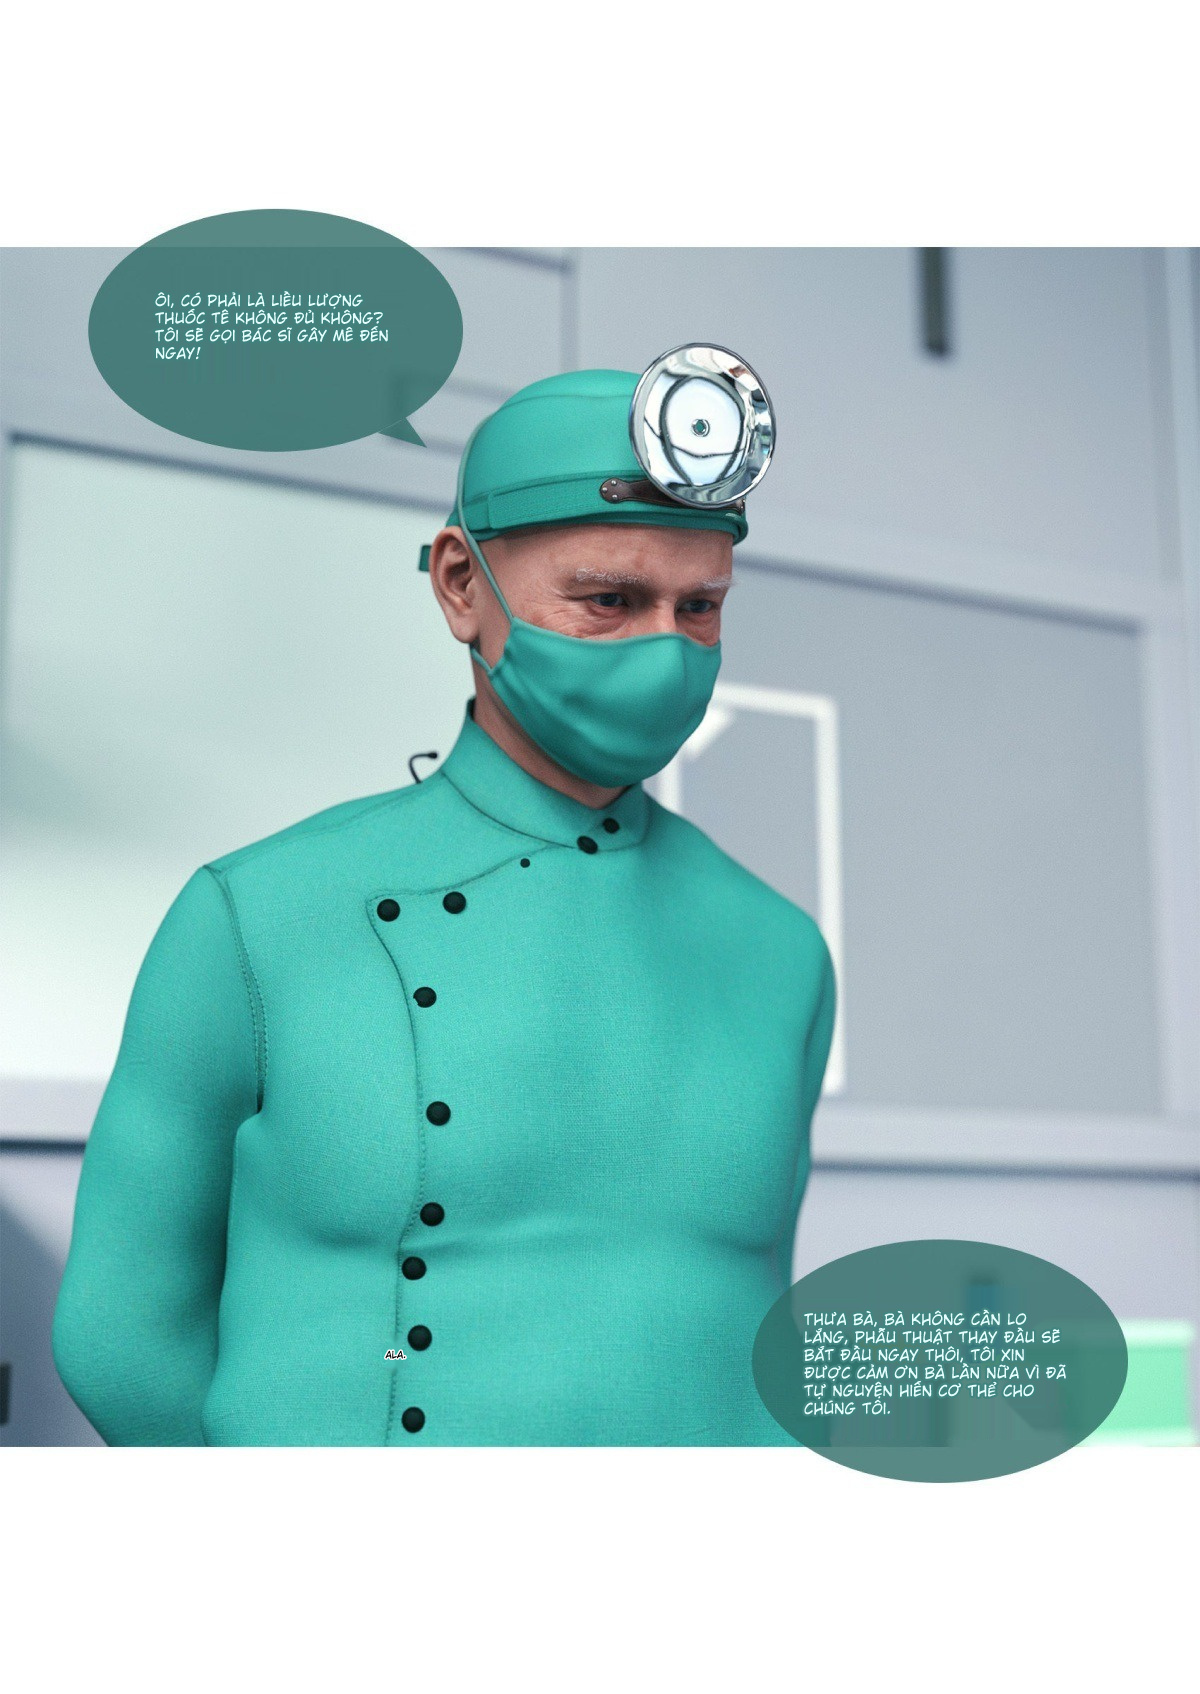 ÔI, CÓ PHẢI LÀ LIỀU LƯỢNG
THUỐC TÊ KHÔNG ĐỦ KHÔNG?
TÔI SẼ GỌI BÁC SĨ GÂY MÊ ĐẾN
NGAY!
ALA.
THƯA BÀ, BÀ KHÔNG CẦN LO
LẮNG, PHẪU THUẬT THAY ĐẦU SẼ
BẮT ĐẦU NGAY THÔI, TÔI XIN
ĐƯỢC CẢM ƠN BÀ LẦN NỮA VÌ ĐÃ
TỰ NGUYỆN HIẾN CƠ THỂ CHO
CHÚNG TÔI.